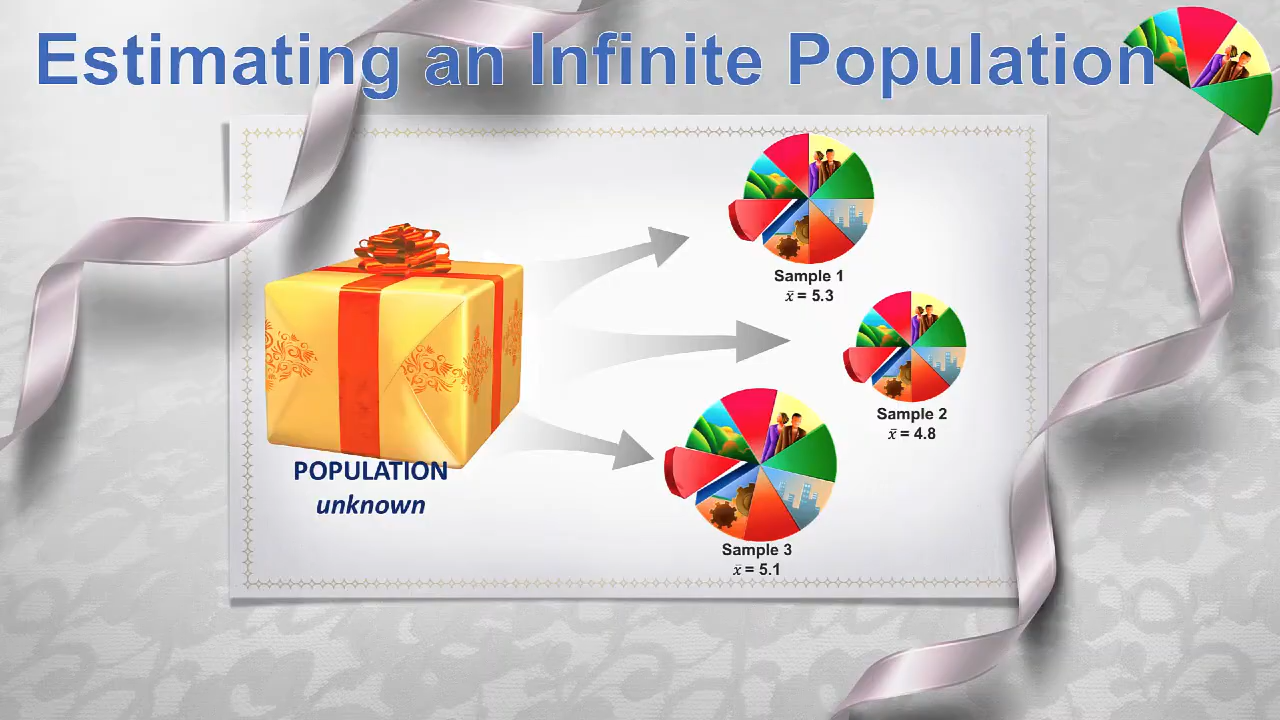 Estimating an Infinite Population
POPULATION
unknown
Sample 1
x̄ = 5.3
Sample 2
x̄ = 4.8
Sample 3
x̄ = 5.1